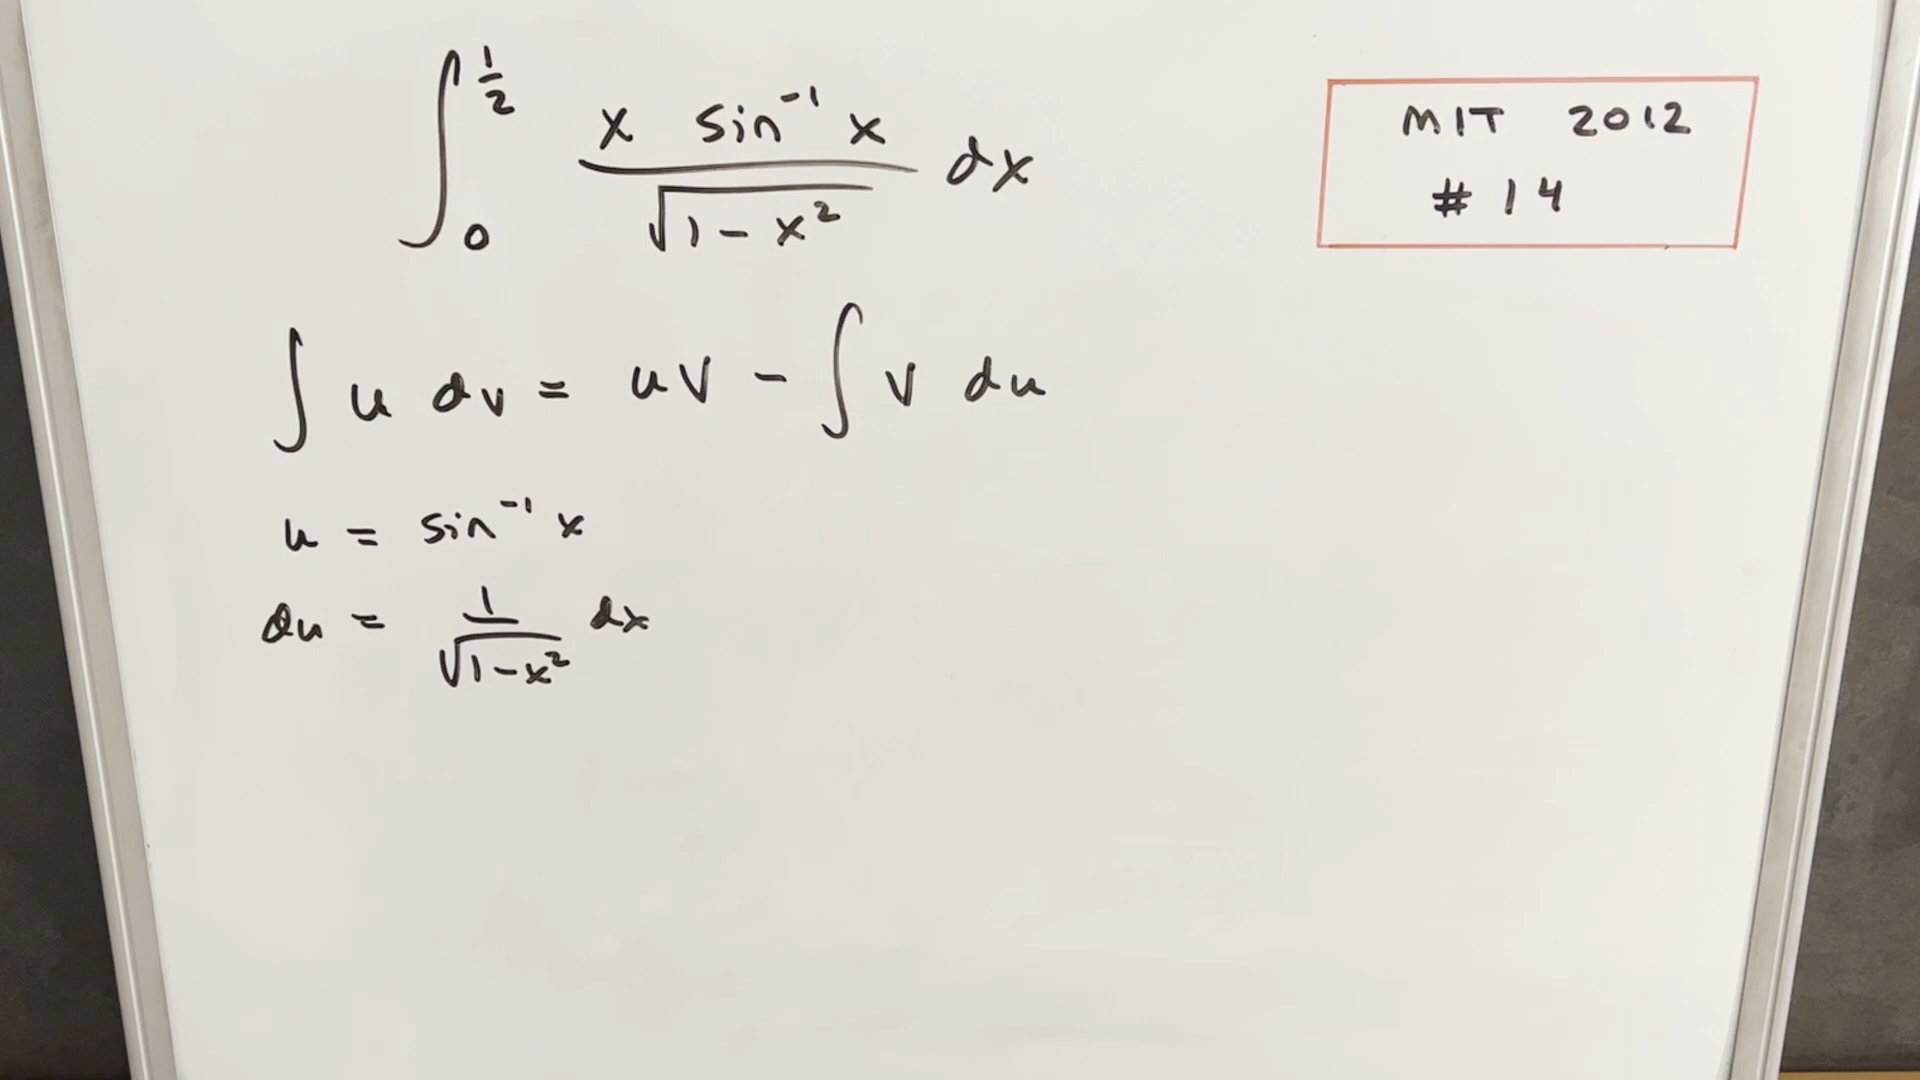 ∫₀^(1/2) (x sin⁻¹ x)/√(1-x²) dx
MIT 2012
# 14
∫ u dv = uv - ∫ v du
u = sin⁻¹ x
du = 1/√(1-x²) dx